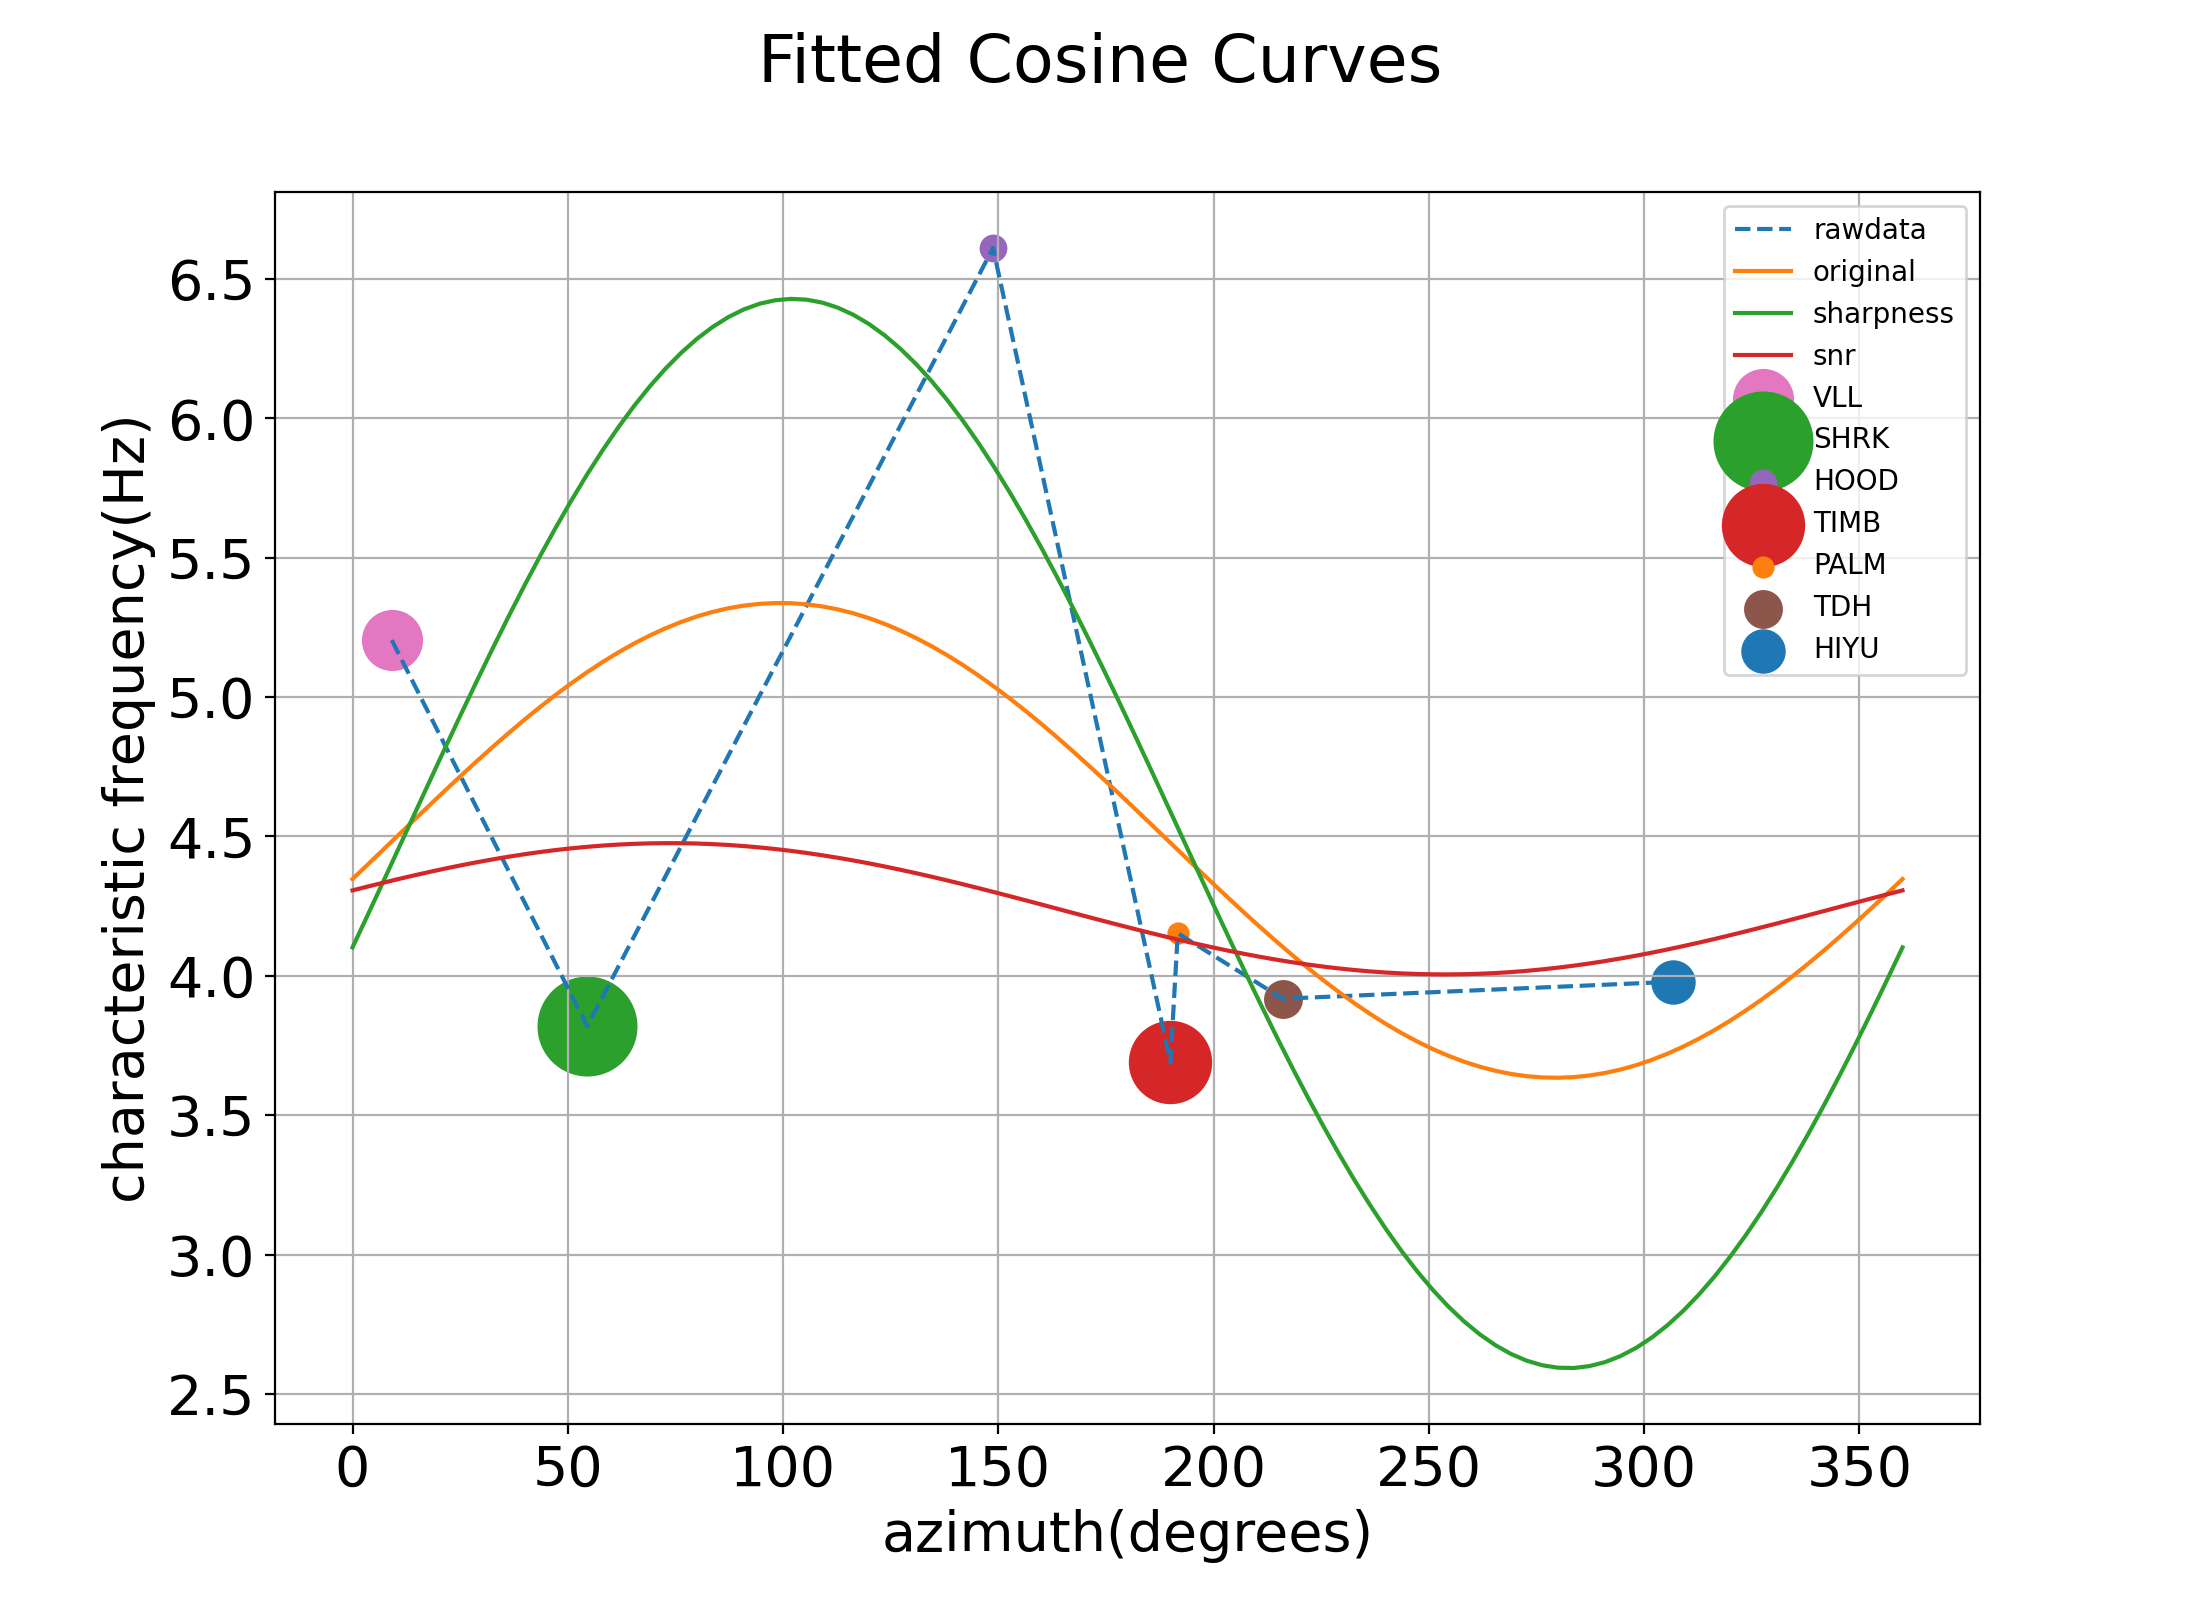 Fitted Cosine Curves
rawdata
original
sharpness
snr
VLL
SHRK
HOOD
TIMB
PALM
TDH
HIYU
characteristic frequency(Hz)
6.5
6.0
5.5
5.0
4.5
4.0
3.5
3.0
2.5
0 50 100 150 200 250 300 350
azimuth(degrees)